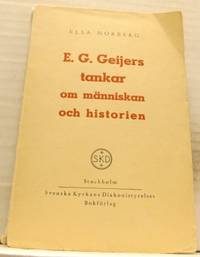 ELSA NORBERG
E. G. Geijers
tankar
om människan
och historien
SKD
Stockholm
Svenska Kyrkans Diakonistyrelses
Bokförlag